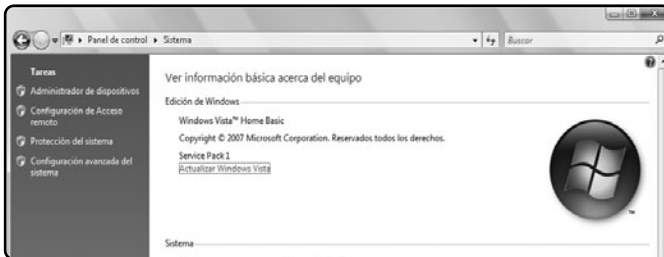 Panel de control ▸ Sistema
Buscar
Tareas
Administrador de dispositivos
Configuración de Acceso
remoto
Protección del sistema
Configuración avanzada del
sistema
Ver información básica acerca del equipo
Edición de Windows
Windows Vista™ Home Basic
Copyright © 2007 Microsoft Corporation. Reservados todos los derechos.
Service Pack 1
Actualizar Windows Vista
TM
Sistema